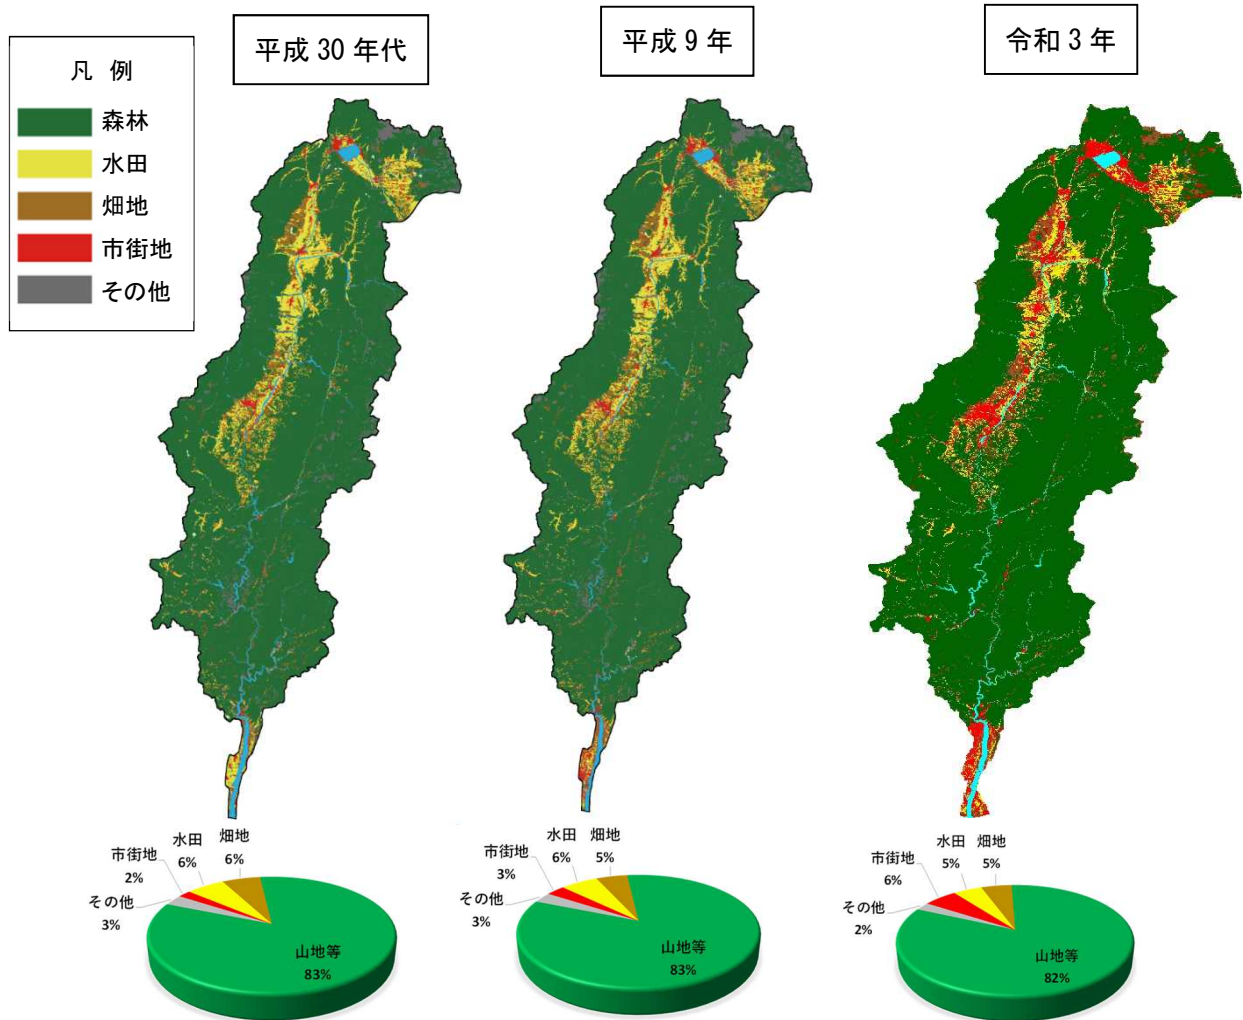 平成 30 年代
平成 9 年
令和 3 年
凡 例
森林
水田
畑地
市街地
その他
市街地
2%
水田
6%
畑地
6%
その他
3%
山地等
83%
市街地
3%
水田
6%
畑地
5%
その他
3%
山地等
83%
市街地
6%
水田
5%
畑地
5%
その他
2%
山地等
82%